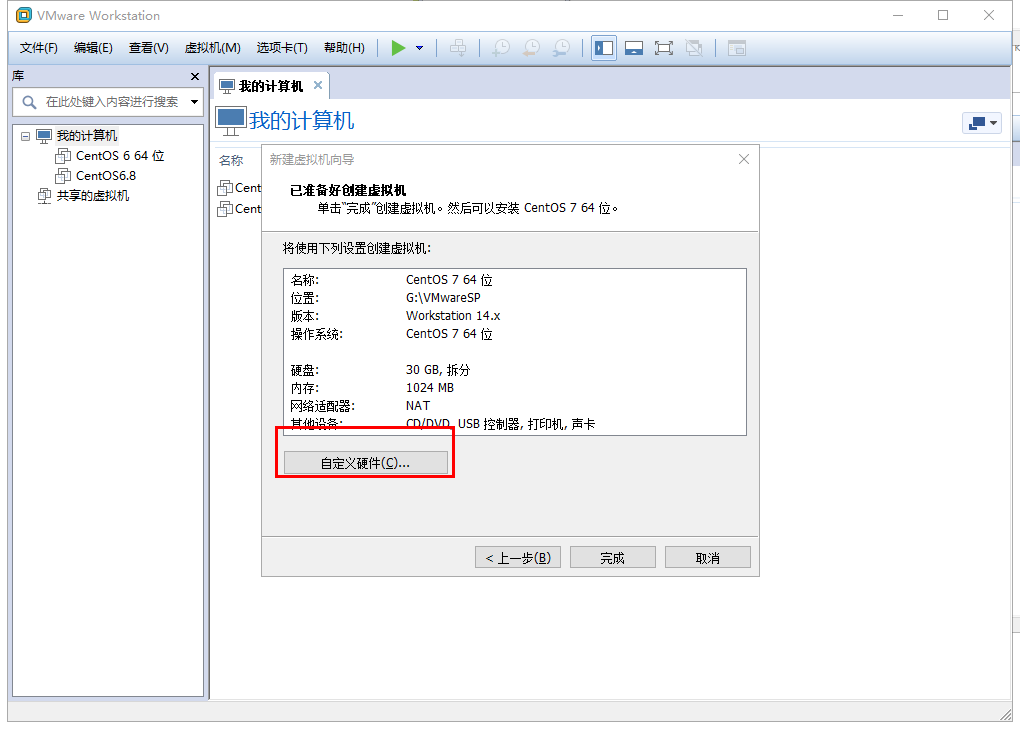 VMware Workstation
文件(F) 编辑(E) 查看(V) 虚拟机(M) 选项卡(T) 帮助(H)
库
在此处键入内容进行搜索
我的计算机
CentOS 6 64 位
CentOS6.8
共享的虚拟机
我的计算机
我的计算机
名称
Cent
Cent
新建虚拟机向导
已准备好创建虚拟机
单击“完成”创建虚拟机。然后可以安装 CentOS 7 64 位。
将使用下列设置创建虚拟机:
名称: CentOS 7 64 位
位置: G:\VMwareSP
版本: Workstation 14.x
操作系统: CentOS 7 64 位
硬盘: 30 GB, 拆分
内存: 1024 MB
网络适配器: NAT
其他设备: CD/DVD, USB 控制器, 打印机, 声卡
自定义硬件(C)...
< 上一步(B) 完成 取消